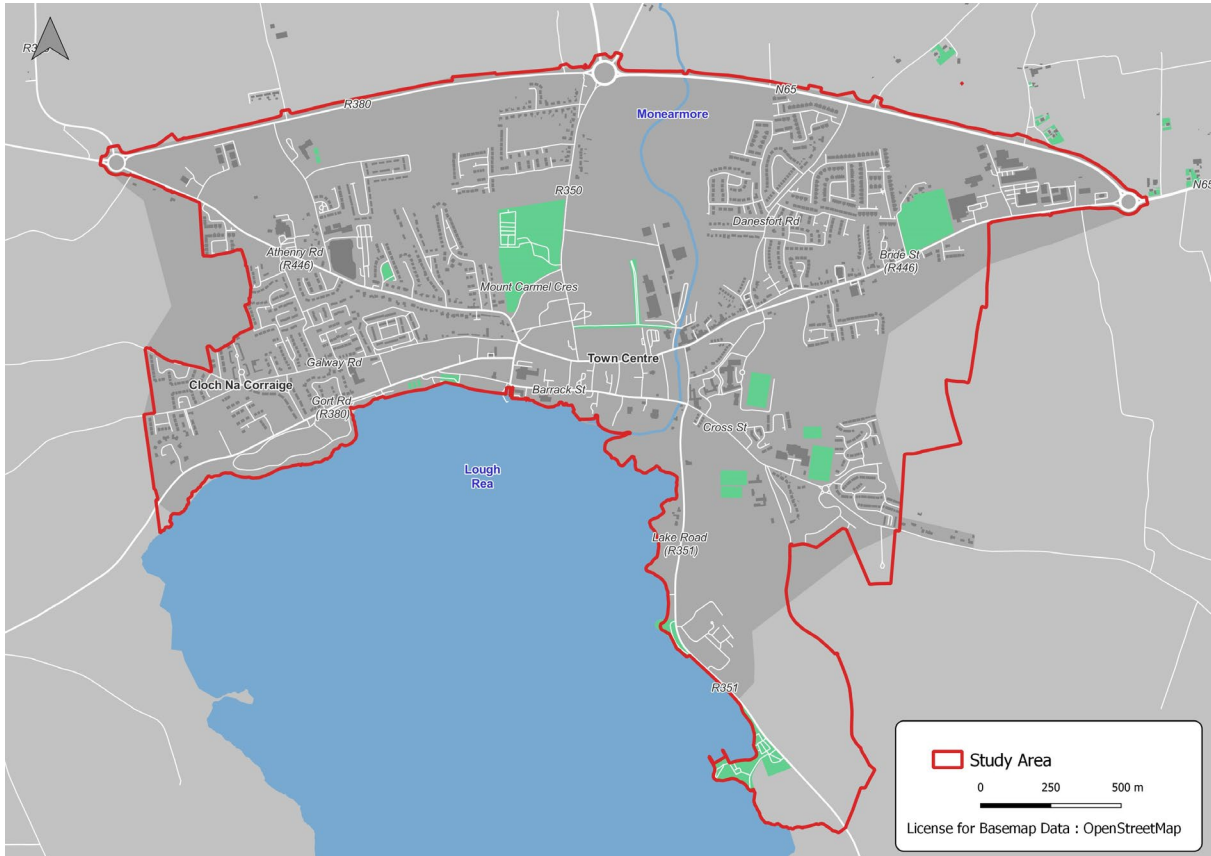 R380
N65
Monearmore
R350
N65
Danesfort Rd
Athenry Rd
(R446)
Bride St
(R446)
Mount Carmel Cres
Town Centre
Galway Rd
Cloch Na Corraige
Barrack St
Gort Rd
(R380)
Cross St
Lough
Rea
Lake Road
(R351)
R351
Study Area
0 250 500 m
License for Basemap Data : OpenStreetMap